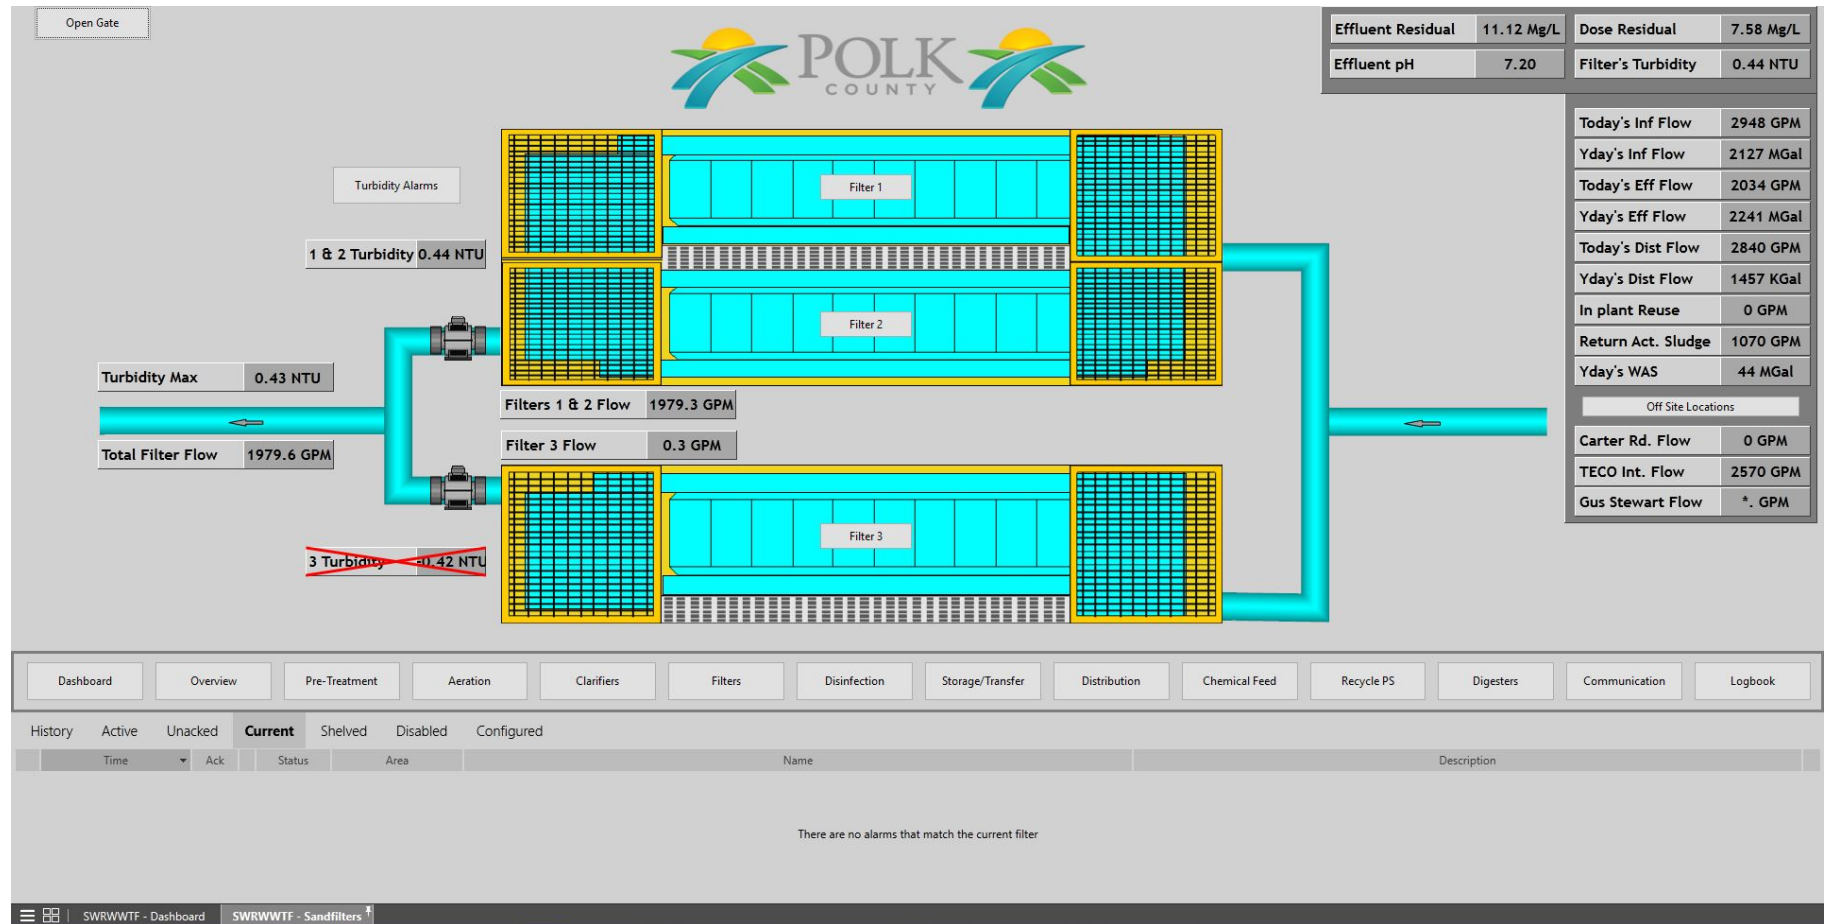 Open Gate
POLK
COUNTY
Effluent Residual 11.12 Mg/L Dose Residual 7.58 Mg/L
Effluent pH 7.20 Filter's Turbidity 0.44 NTU
Today's Inf Flow 2948 GPM
Yday's Inf Flow 2127 MGal
Today's Eff Flow 2034 GPM
Yday's Eff Flow 2241 MGal
Today's Dist Flow 2840 GPM
Yday's Dist Flow 1457 KGal
In plant Reuse 0 GPM
Return Act. Sludge 1070 GPM
Yday's WAS 44 MGal
Off Site Locations
Carter Rd. Flow 0 GPM
TECO Int. Flow 2570 GPM
Gus Stewart Flow *. GPM
Turbidity Alarms
Filter 1
1 & 2 Turbidity 0.44 NTU
Filter 2
Turbidity Max 0.43 NTU
Filters 1 & 2 Flow 1979.3 GPM
Filter 3 Flow 0.3 GPM
Total Filter Flow 1979.6 GPM
Filter 3
3 Turbidity -0.42 NTU
Dashboard Overview Pre-Treatment Aeration Clarifiers Filters Disinfection Storage/Transfer Distribution Chemical Feed Recycle PS Digesters Communication Logbook
History Active Unacked Current Shelved Disabled Configured
Time Ack Status Area Name Description
There are no alarms that match the current filter
SWRWWTF - Dashboard SWRWWTF - Sandfilters